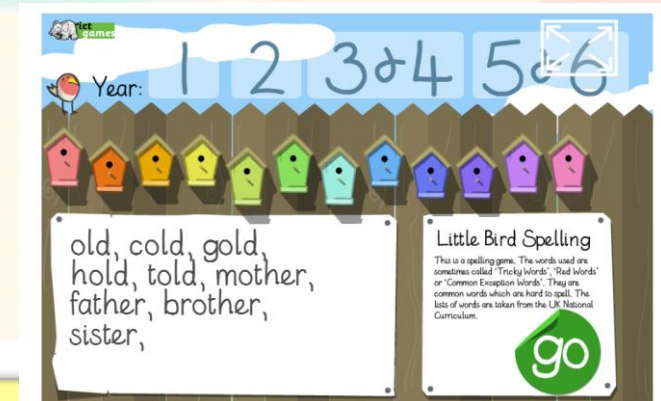 ict
games
Year: 1 2 3&4 5&6
old, cold, gold,
hold, told, mother,
father, brother,
sister,
Little Bird Spelling
This is a spelling game. The words used are
sometimes called 'Tricky Words', 'Red Words'
or 'Common Exception Words'. They are
common words which are hard to spell. The
lists of words are taken from the UK National
Curriculum.
go